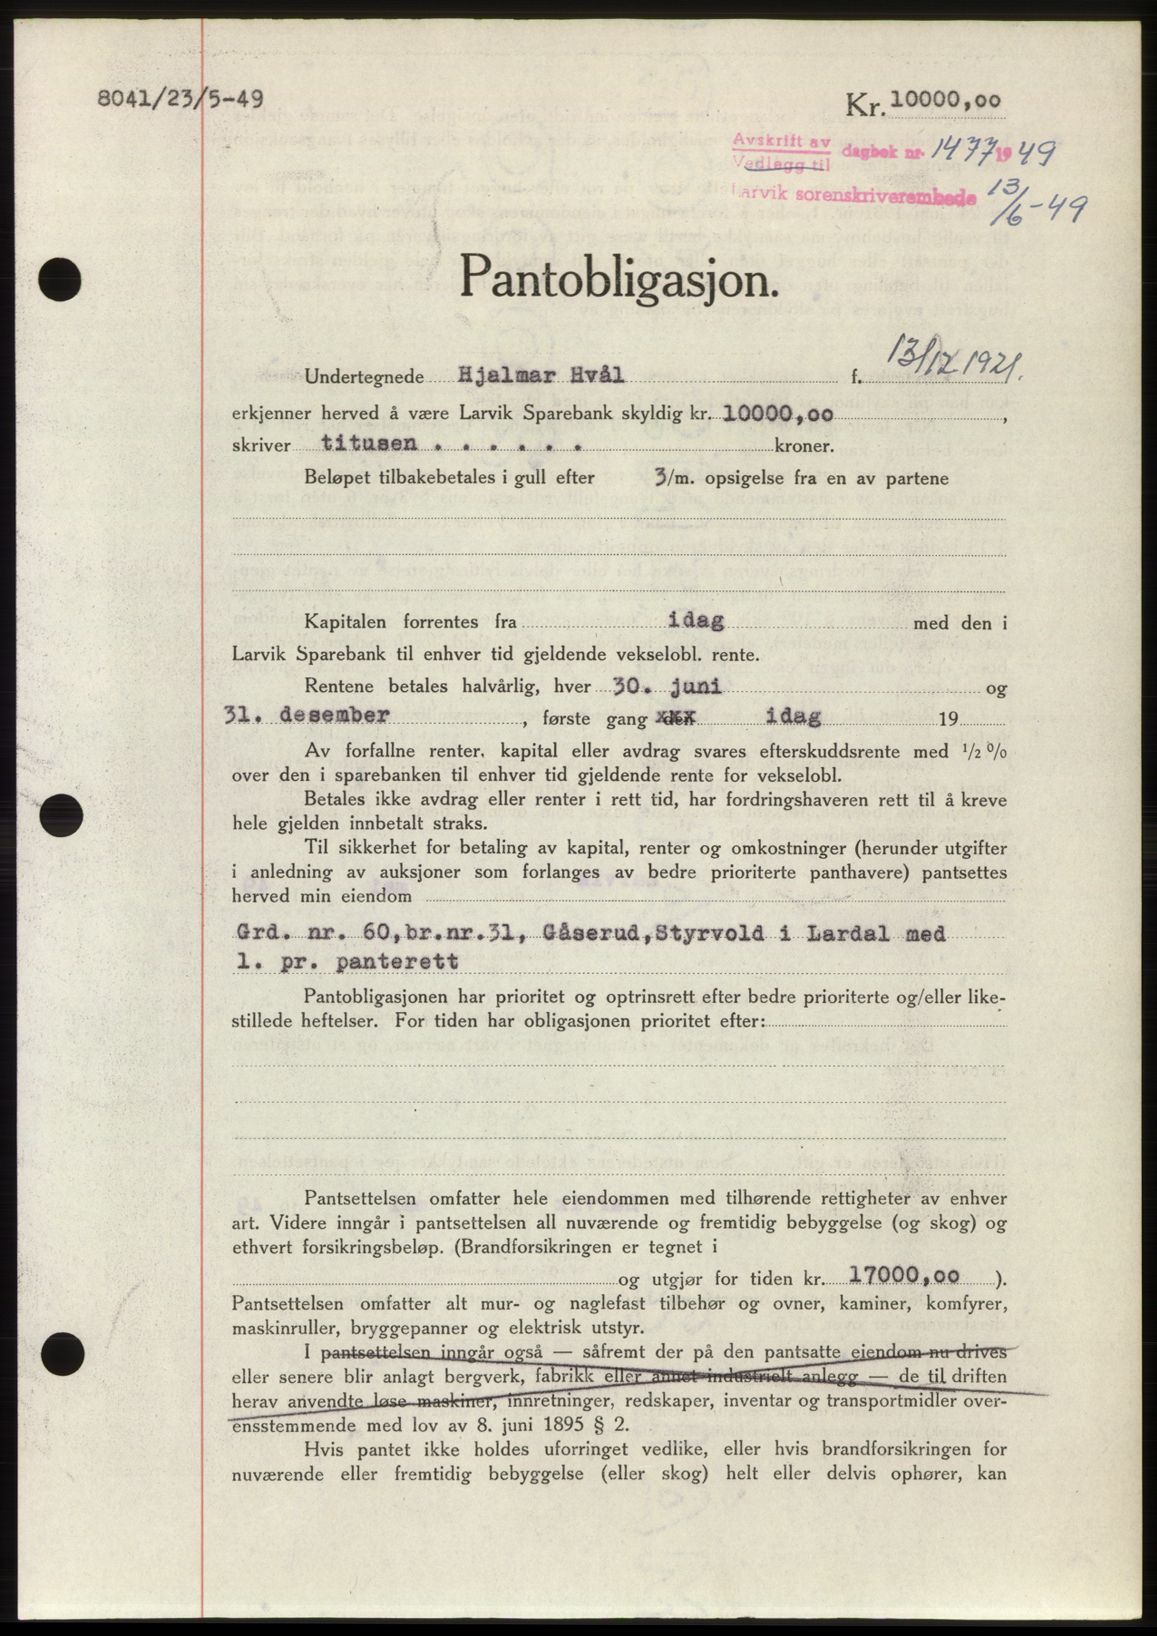 8041/23/5-49
Kr. 10000,00
Avskrift av
Vedlegg til
dagbok nr. 1477 1949
Larvik sorenskriverembede 13/6-49
Pantobligasjon.
Undertegnede Hjalmar Hvål f. 13/12 1921.
erkjenner herved å være Larvik Sparebank skyldig kr. 10000,00,
skriver titusen . . . . . . kroner.
Beløpet tilbakebetales i gull efter 3/m. opsigelse fra en av partene
Kapitalen forrentes fra idag med den i
Larvik Sparebank til enhver tid gjeldende vekselobl. rente.
Rentene betales halvårlig, hver 30. juni og
31. desember, første gang den xxx idag 19
Av forfallne renter, kapital eller avdrag svares efterskuddsrente med 1/2 %
over den i sparebanken til enhver tid gjeldende rente for vekselobl.
Betales ikke avdrag eller renter i rett tid, har fordringshaveren rett til å kreve
hele gjelden innbetalt straks.
Til sikkerhet for betaling av kapital, renter og omkostninger (herunder utgifter
i anledning av auksjoner som forlanges av bedre prioriterte panthavere) pantsettes
herved min eiendom
Grd. nr. 60,br.nr.31, Gåserud,Styrvold i Lardal med
1. pr. panterett
Pantobligasjonen har prioritet og optrinsrett efter bedre prioriterte og/eller like-
stillede heftelser. For tiden har obligasjonen prioritet efter:
Pantsettelsen omfatter hele eiendommen med tilhørende rettigheter av enhver
art. Videre inngår i pantsettelsen all nuværende og fremtidig bebyggelse (og skog) og
ethvert forsikringsbeløp. (Brandforsikringen er tegnet i
og utgjør for tiden kr. 17000,00 ).
Pantsettelsen omfatter alt mur- og naglefast tilbehør og ovner, kaminer, komfyrer,
maskinruller, bryggepanner og elektrisk utstyr.
I pantsettelsen inngår også — såfremt der på den pantsatte eiendom nu drives
eller senere blir anlagt bergverk, fabrikk eller annet industrielt anlegg — de til driften
herav anvendte løse maskiner, innretninger, redskaper, inventar og transportmidler over-
ensstemmende med lov av 8. juni 1895 § 2.
Hvis pantet ikke holdes uforringet vedlike, eller hvis brandforsikringen for
nuværende eller fremtidig bebyggelse (eller skog) helt eller delvis ophører, kan